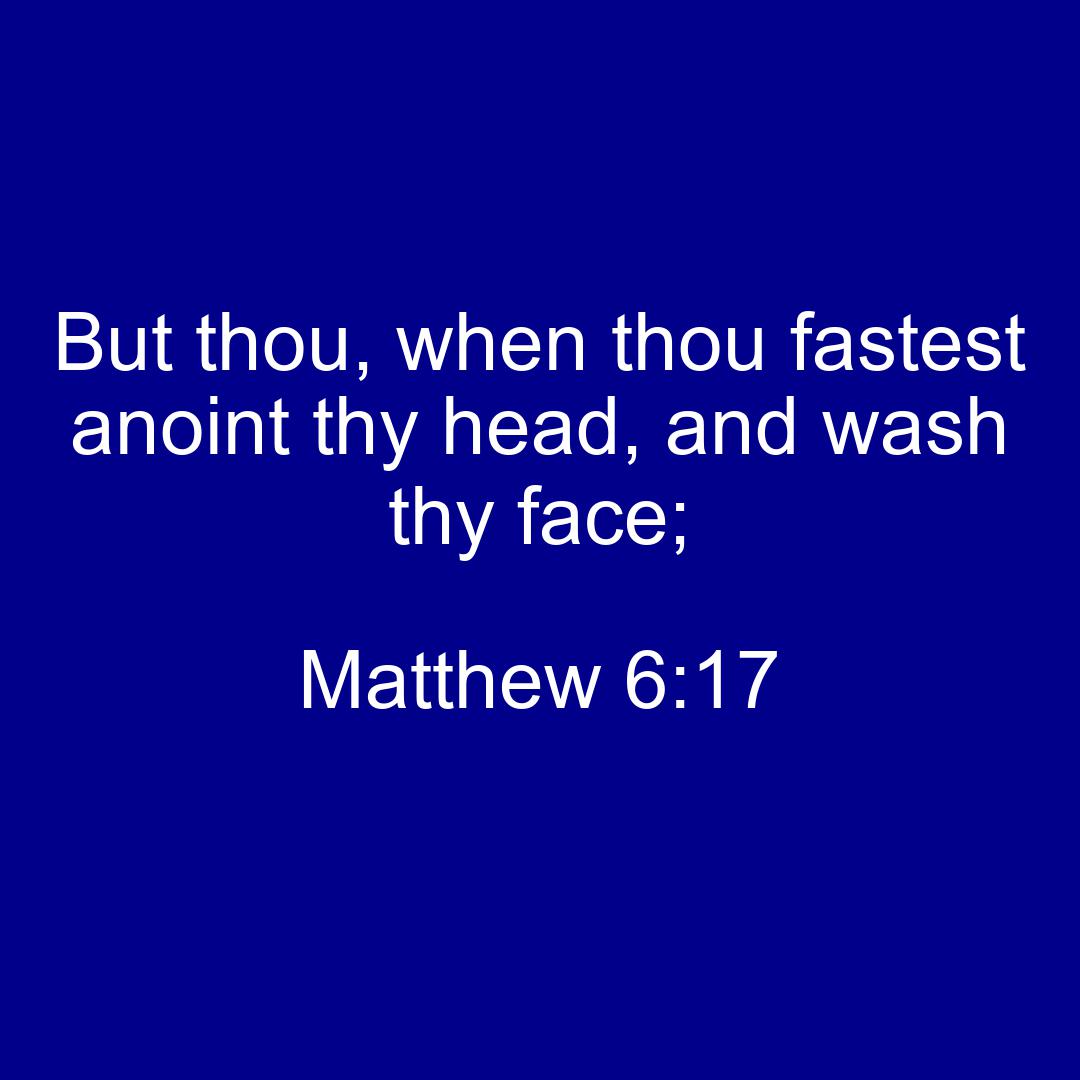 But thou, when thou fastest
anoint thy head, and wash
thy face;
Matthew 6:17